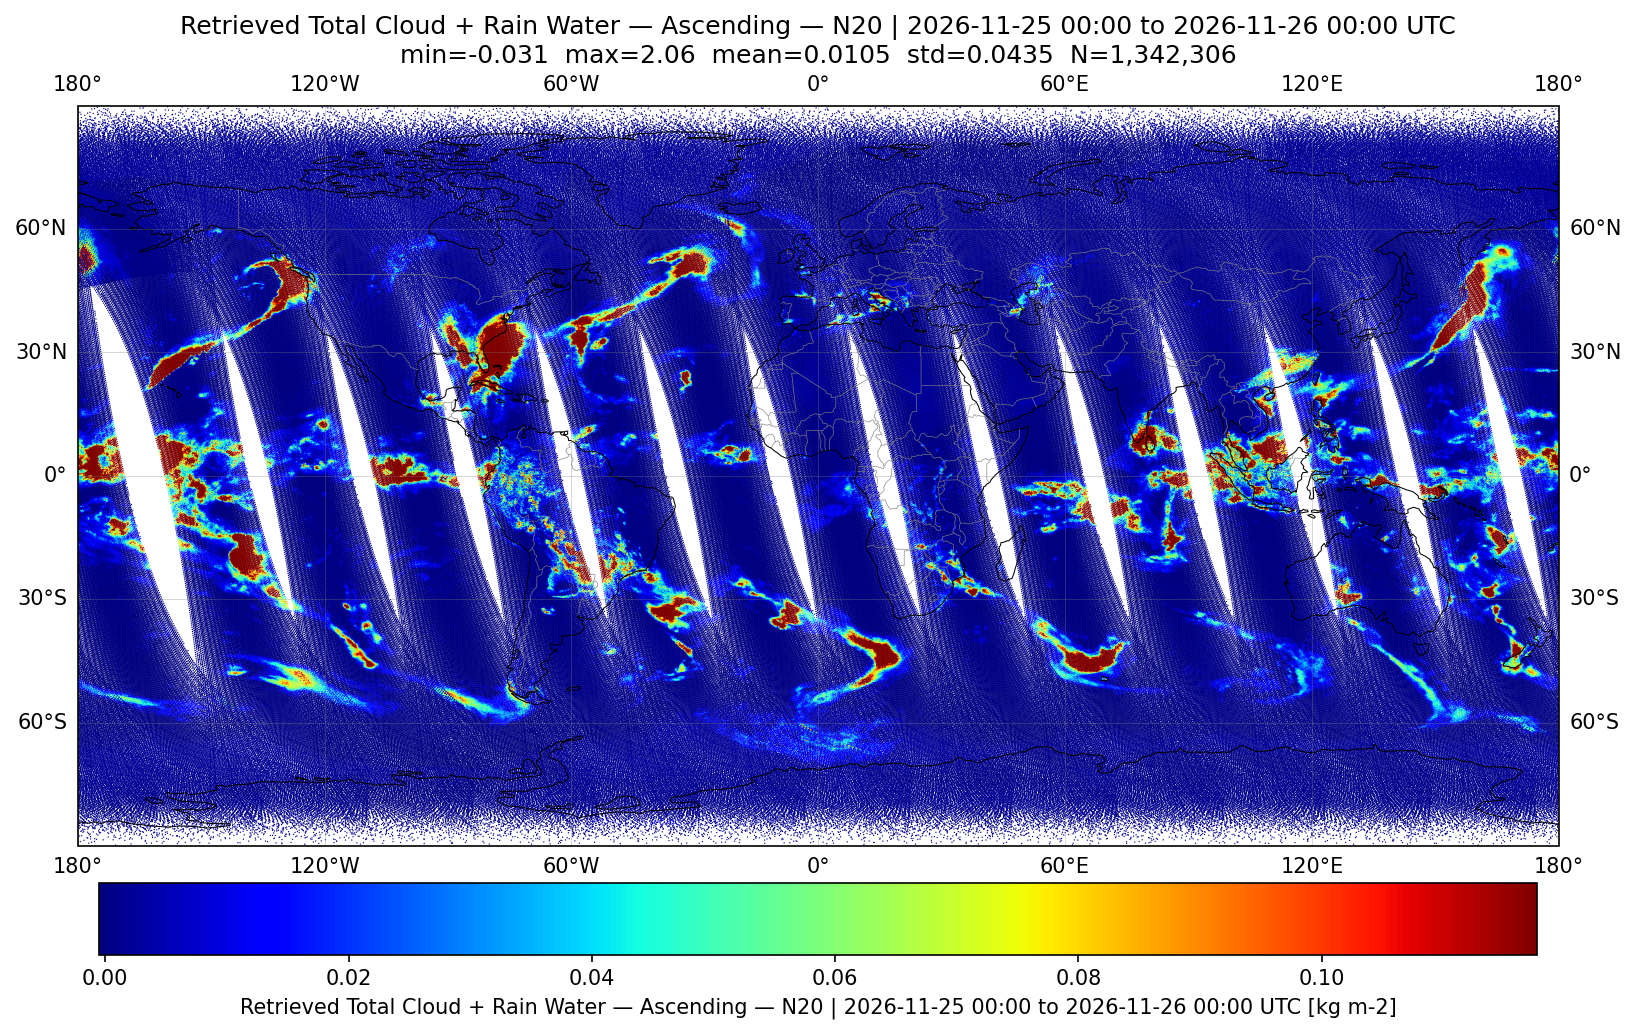 Retrieved Total Cloud + Rain Water — Ascending — N20 | 2026-11-25 00:00 to 2026-11-26 00:00 UTC
min=-0.031 max=2.06 mean=0.0105 std=0.0435 N=1,342,306
180° 120°W 60°W 0° 60°E 120°E 180°
60°N 60°N
30°N 30°N
0° 0°
30°S 30°S
60°S 60°S
180° 120°W 60°W 0° 60°E 120°E 180°
0.00 0.02 0.04 0.06 0.08 0.10
Retrieved Total Cloud + Rain Water — Ascending — N20 | 2026-11-25 00:00 to 2026-11-26 00:00 UTC [kg m-2]